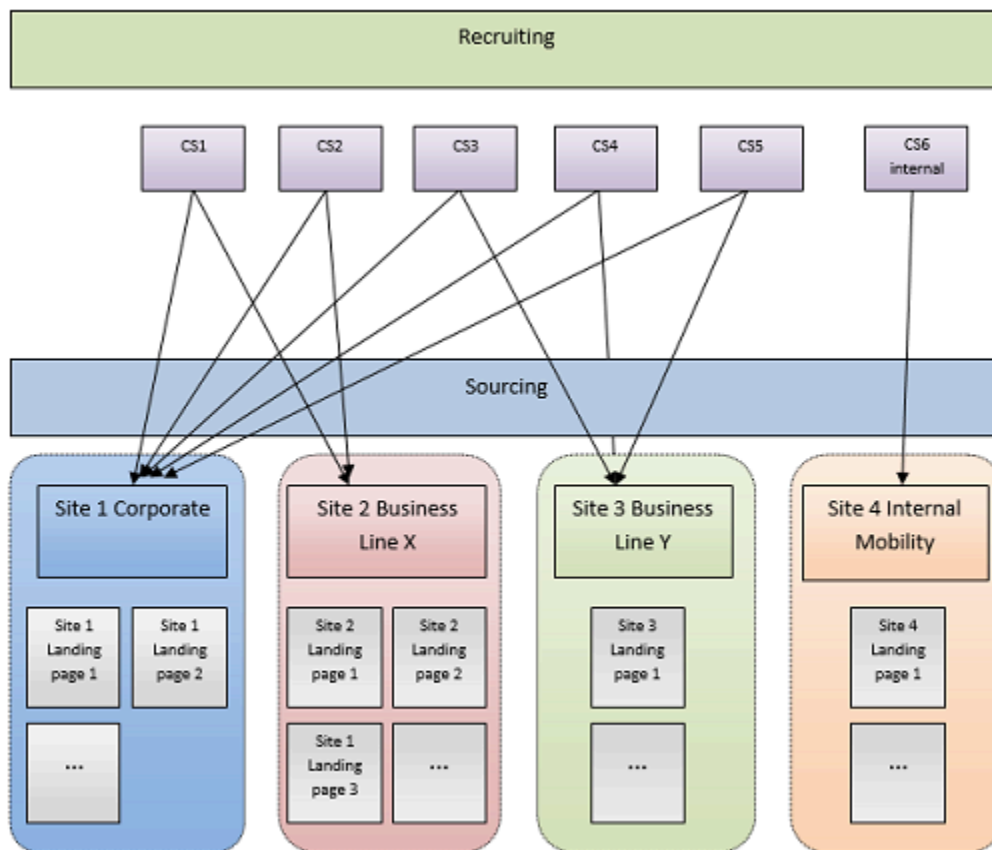 Recruiting
CS1
CS2
CS3
CS4
CS5
CS6
internal
Sourcing
Site 1 Corporate
Site 2 Business
Line X
Site 3 Business
Line Y
Site 4 Internal
Mobility
Site 1
Landing
page 1
Site 1
Landing
page 2
Site 2
Landing
page 1
Site 2
Landing
page 2
Site 3
Landing
page 1
Site 4
Landing
page 1
...
Site 1
Landing
page 3
...
...
...